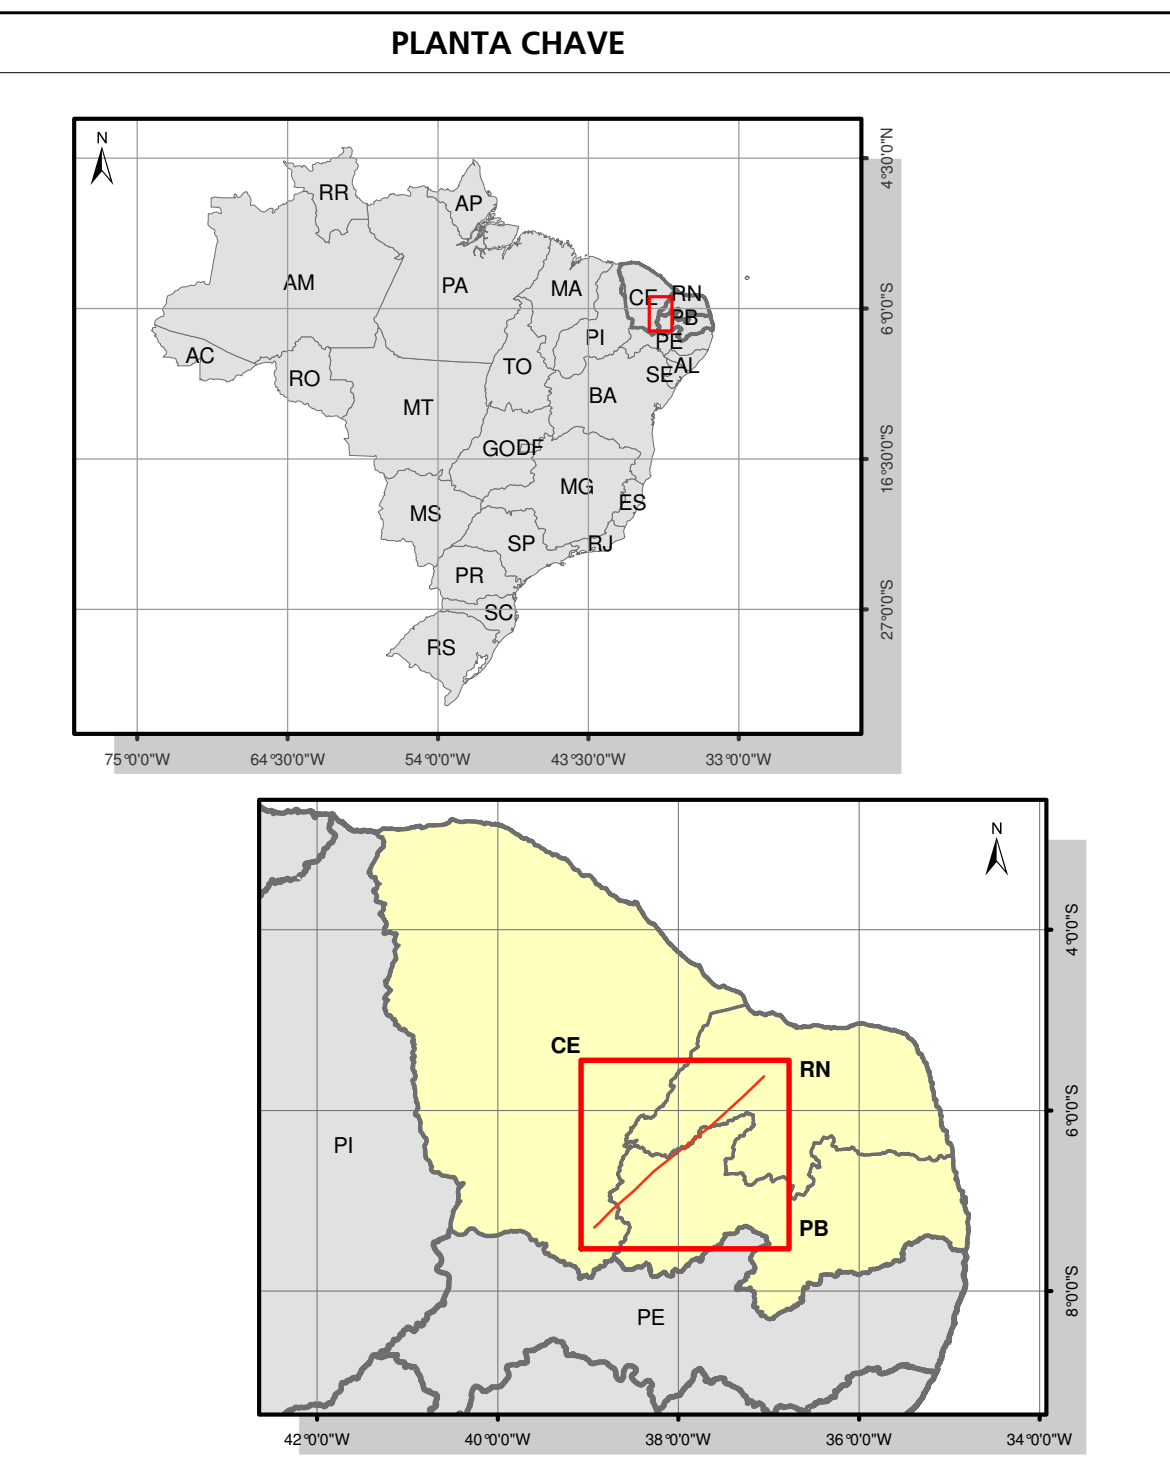 PLANTA CHAVE
N
4°30'0"N
RR
AP
AM
PA
MA
CE
RN
6°0'0"S
PB
PI
PE
AC
TO
AL
SE
RO
BA
MT
GO
DF
16°30'0"S
MG
ES
MS
SP
RJ
PR
SC
27°0'0"S
RS
75°0'0"W
64°30'0"W
54°0'0"W
43°30'0"W
33°0'0"W
N
4°0'0"S
CE
RN
6°0'0"S
PI
PB
8°0'0"S
PE
42°0'0"W
40°0'0"W
38°0'0"W
36°0'0"W
34°0'0"W